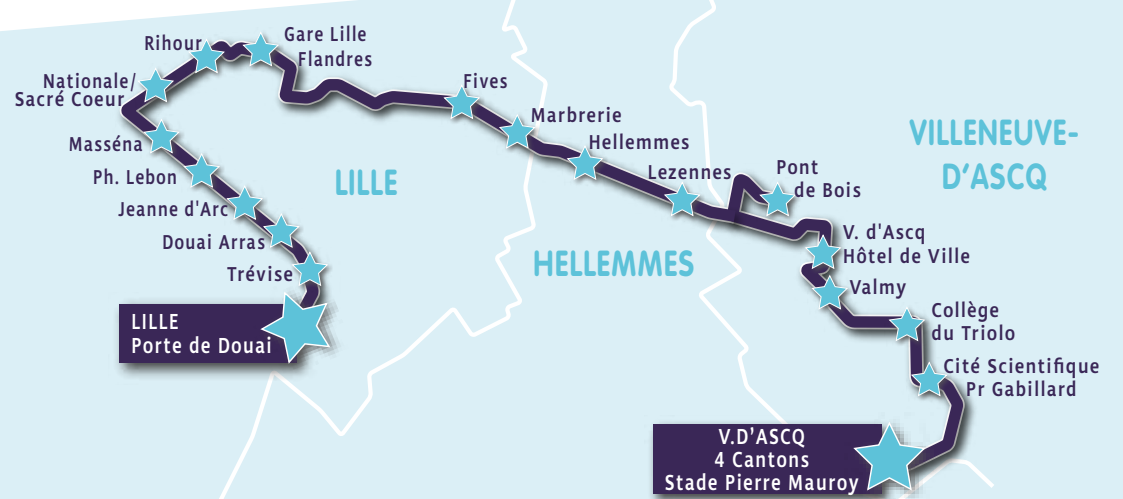 Gare Lille
Flandres
Rihour
Nationale/
Sacré Coeur
Masséna
Ph. Lebon
Jeanne d'Arc
Douai Arras
Trévise
LILLE
Porte de Douai
LILLE
Fives
Marbrerie
Hellemmes
Lezennes
HELLEMMES
Pont
de Bois
VILLENEUVE-
D'ASCQ
V. d'Ascq
Hôtel de Ville
Valmy
Collège
du Triolo
Cité Scientifique
Pr Gabillard
V.D'ASCQ
4 Cantons
Stade Pierre Mauroy